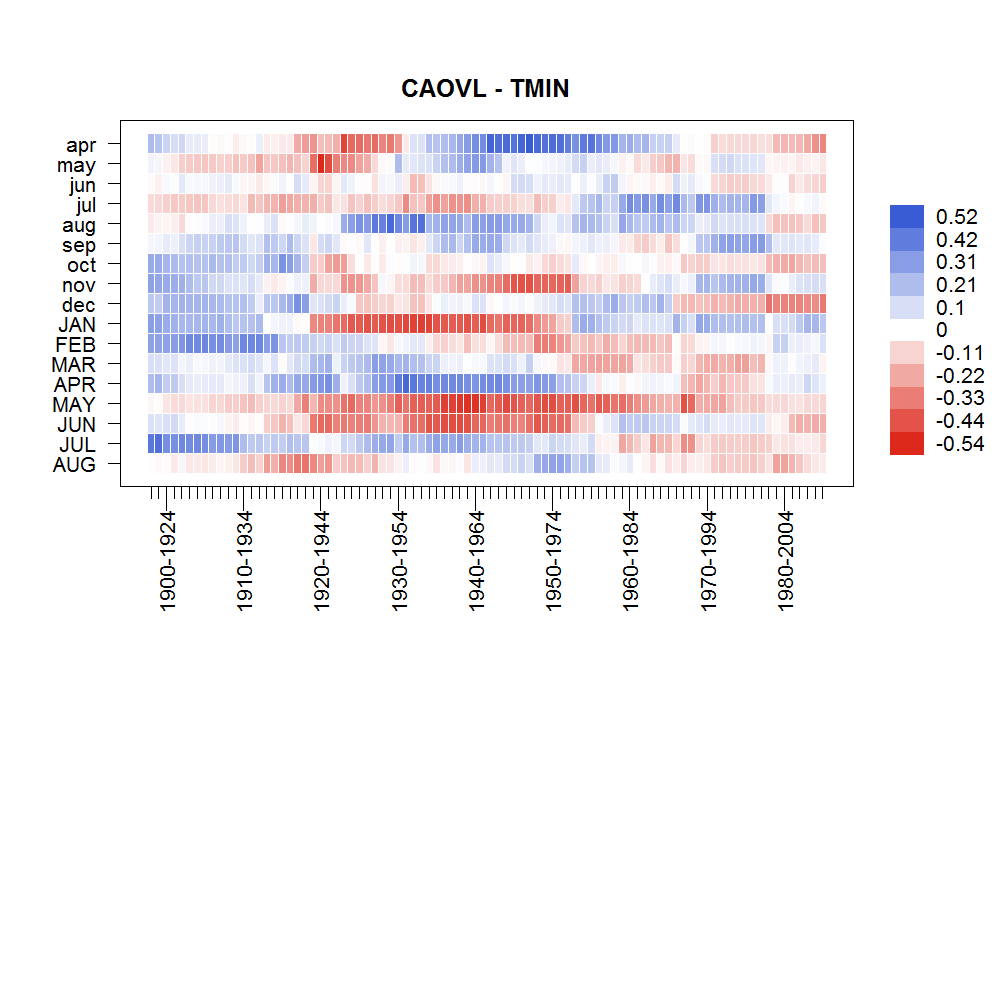 CAOVL - TMIN
apr
may
jun
jul
aug
sep
oct
nov
dec
JAN
FEB
MAR
APR
MAY
JUN
JUL
AUG
0.52
0.42
0.31
0.21
0.1
0
-0.11
-0.22
-0.33
-0.44
-0.54
1900-1924
1910-1934
1920-1944
1930-1954
1940-1964
1950-1974
1960-1984
1970-1994
1980-2004